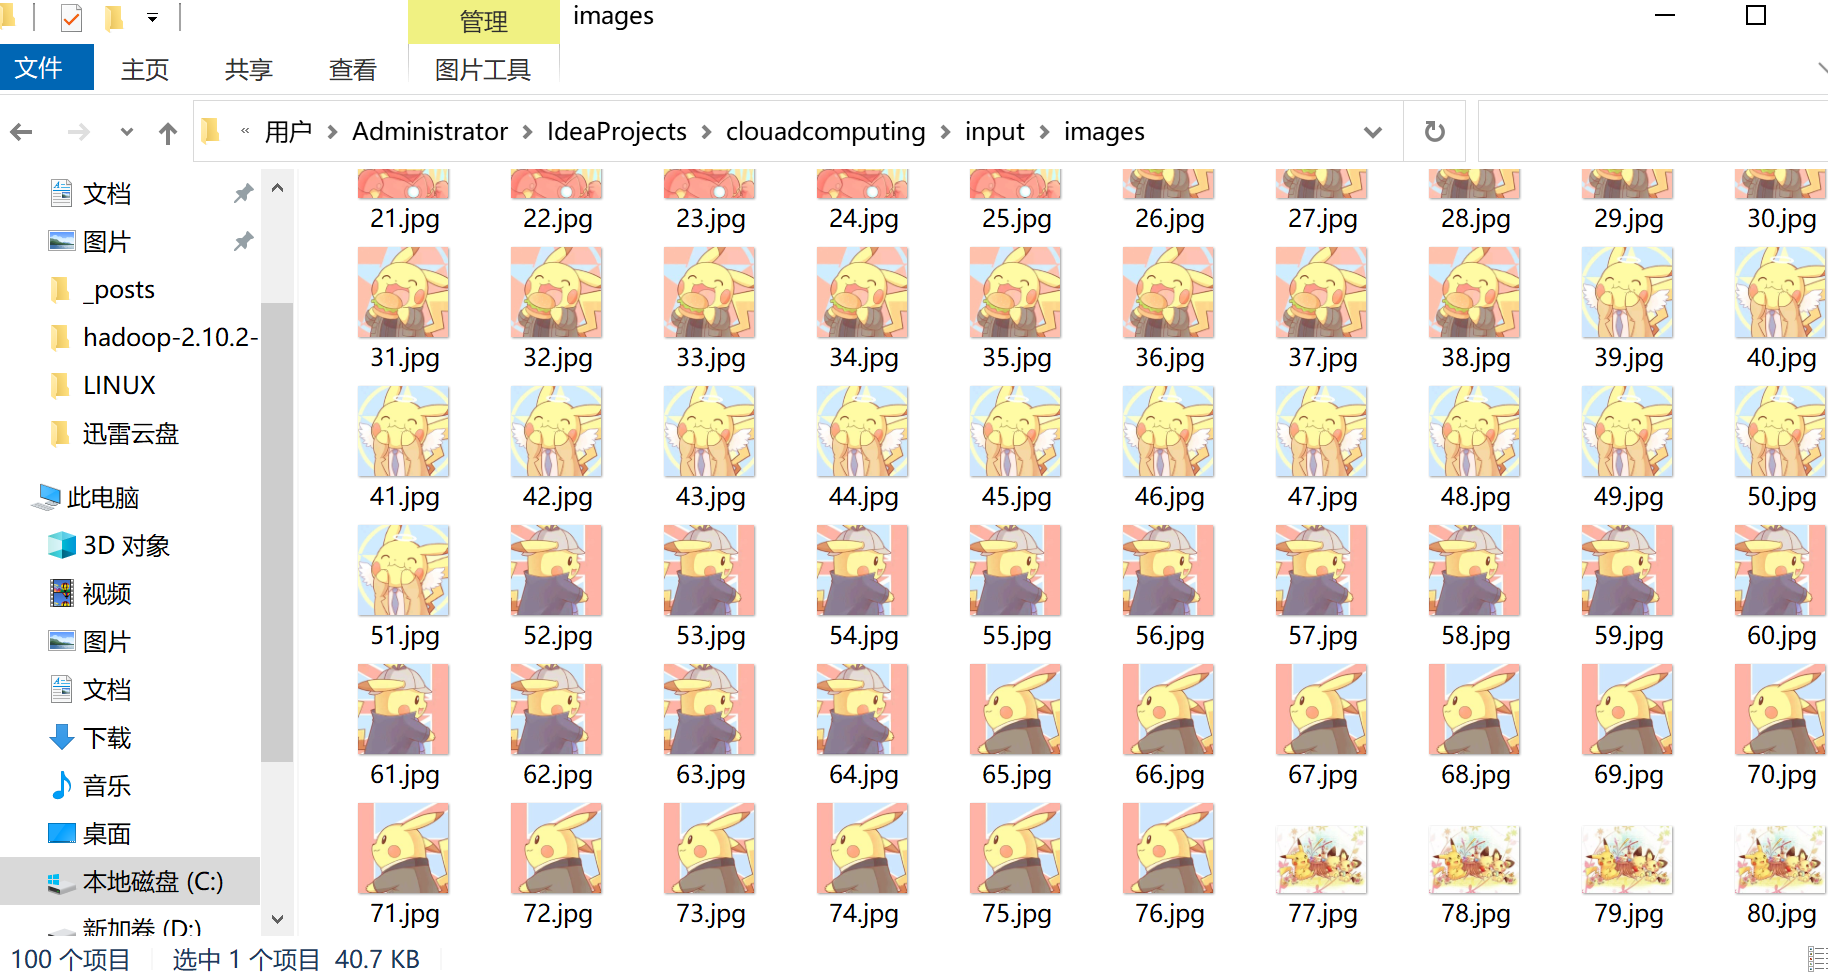 管理
images
文件 主页 共享 查看 图片工具
« 用户 Administrator IdeaProjects clouadcomputing input images
文档
图片
_posts
hadoop-2.10.2-
LINUX
迅雷云盘
此电脑
3D 对象
视频
图片
文档
下载
音乐
桌面
本地磁盘 (C:)
新加卷 (D:)
21.jpg 22.jpg 23.jpg 24.jpg 25.jpg 26.jpg 27.jpg 28.jpg 29.jpg 30.jpg
31.jpg 32.jpg 33.jpg 34.jpg 35.jpg 36.jpg 37.jpg 38.jpg 39.jpg 40.jpg
41.jpg 42.jpg 43.jpg 44.jpg 45.jpg 46.jpg 47.jpg 48.jpg 49.jpg 50.jpg
51.jpg 52.jpg 53.jpg 54.jpg 55.jpg 56.jpg 57.jpg 58.jpg 59.jpg 60.jpg
61.jpg 62.jpg 63.jpg 64.jpg 65.jpg 66.jpg 67.jpg 68.jpg 69.jpg 70.jpg
71.jpg 72.jpg 73.jpg 74.jpg 75.jpg 76.jpg 77.jpg 78.jpg 79.jpg 80.jpg
100 个项目 选中 1 个项目 40.7 KB